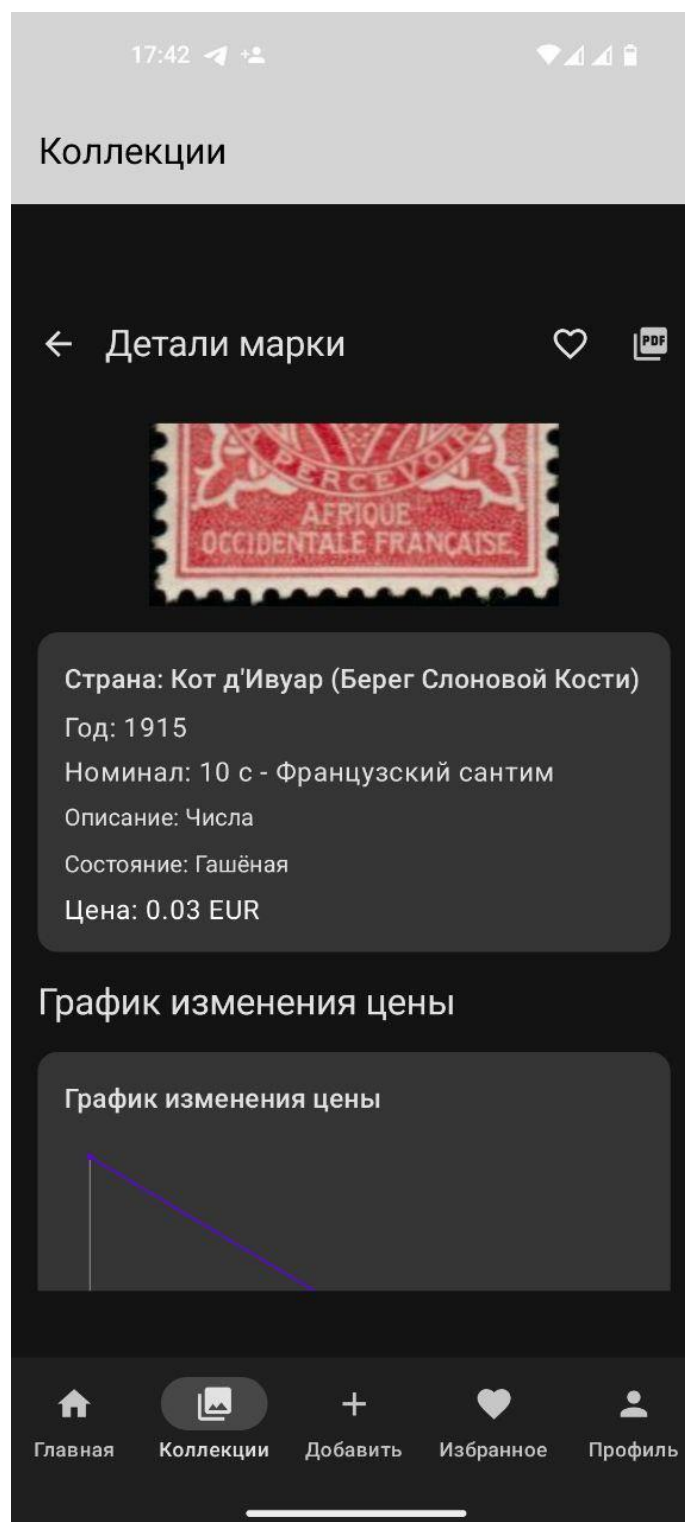 17:42
Коллекции
Детали марки
PDF
A PERCEVOIR
AFRIQUE
OCCIDENTALE FRANÇAISE
Страна: Кот д'Ивуар (Берег Слоновой Кости)
Год: 1915
Номинал: 10 c - Французский сантим
Описание: Числа
Состояние: Гашёная
Цена: 0.03 EUR
График изменения цены
График изменения цены
Главная
Коллекции
Добавить
Избранное
Профиль